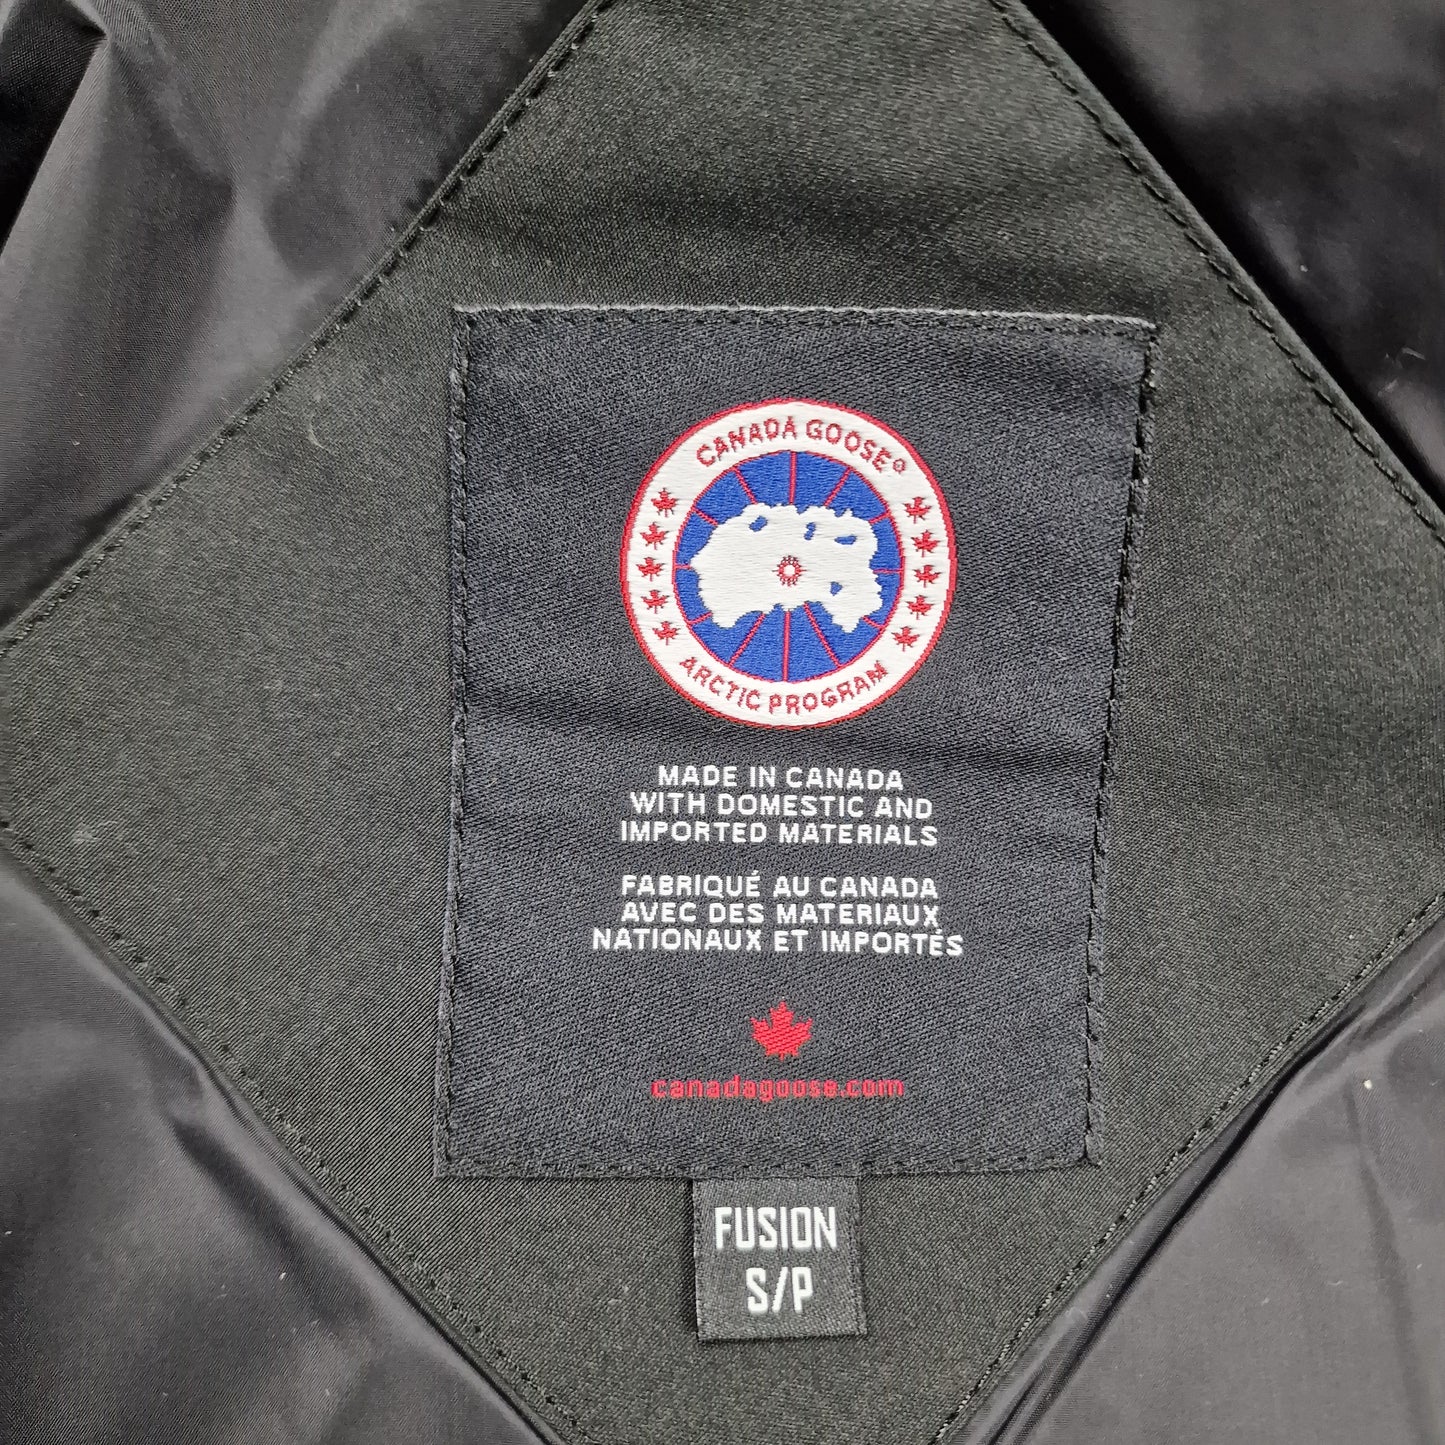 CANADA GOOSE
ARCTIC PROGRAM
MADE IN CANADA
WITH DOMESTIC AND
IMPORTED MATERIALS
FABRIQUÉ AU CANADA
AVEC DES MATERIAUX
NATIONAUX ET IMPORTÉS
canadagoose.com
FUSION
S/P